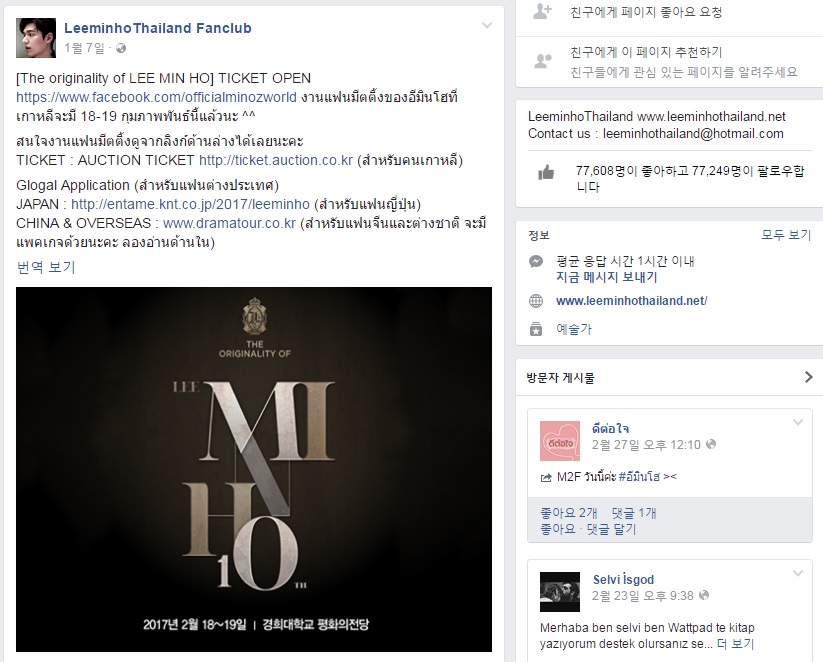 LeeminhoThailand Fanclub
1월 7일 ·
[The originality of LEE MIN HO] TICKET OPEN
https://www.facebook.com/officialminozworld งานแฟนมีตติ้งของอีมินโฮที่
เกาหลีจะมี 18-19 กุมภาพันธ์นี้แล้วนะ ^^
สนใจงานแฟนมีตติ้งดูจากลิงก์ด้านล่างได้เลยนะคะ
TICKET : AUCTION TICKET http://ticket.auction.co.kr (สำหรับคนเกาหลี)
Glogal Application (สำหรับแฟนต่างประเทศ)
JAPAN : http://entame.knt.co.jp/2017/leeminho (สำหรับแฟนญี่ปุ่น)
CHINA & OVERSEAS : www.dramatour.co.kr (สำหรับแฟนจีนและต่างชาติ จะมี
แพคเกจด้วยนะคะ ลองอ่านด้านใน)
번역 보기
THE
ORIGINALITY OF
LEE
MI
N
HO
10TH
2017년 2월 18~19일 | 경희대학교 평화의전당
친구에게 페이지 좋아요 요청
친구에게 이 페이지 추천하기
친구들에게 관심 있는 페이지를 알려주세요
LeeminhoThailand www.leeminhothailand.net
Contact us : leeminhothailand@hotmail.com
77,608명이 좋아하고 77,249명이 팔로우합
니다
정보 모두 보기
평균 응답 시간 1시간 이내
지금 메시지 보내기
www.leeminhothailand.net/
예술가
방문자 게시물
ดีต่อใจ
ดีต่อใจ
2월 27일 오후 12:10
M2F วันนี้ค่ะ #อีมินโฮ ><
좋아요 2개 댓글 1개
좋아요 · 댓글 달기
Selvi İsgod
2월 23일 오후 9:38
Merhaba ben selvi ben Wattpad te kitap
yazıyorum destek olursanız se... 더 보기